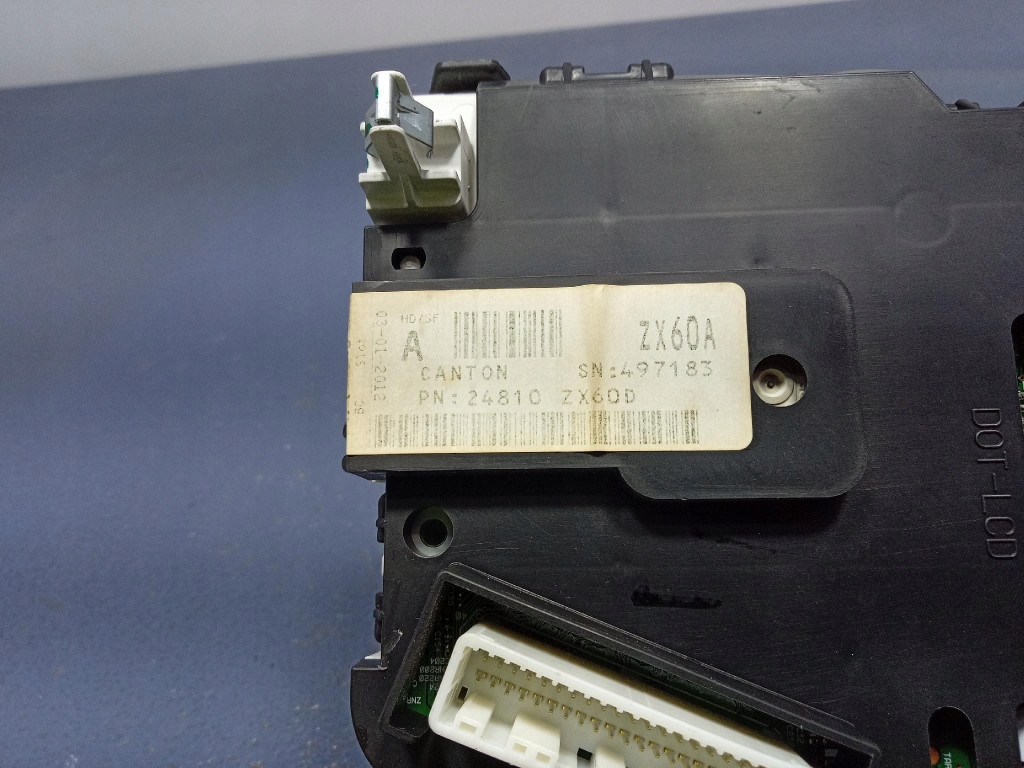 HD/SF
A
ZX60A
CANTON SN:497183
PN:24810 ZX60D
03-01-2012
DOT-LCD